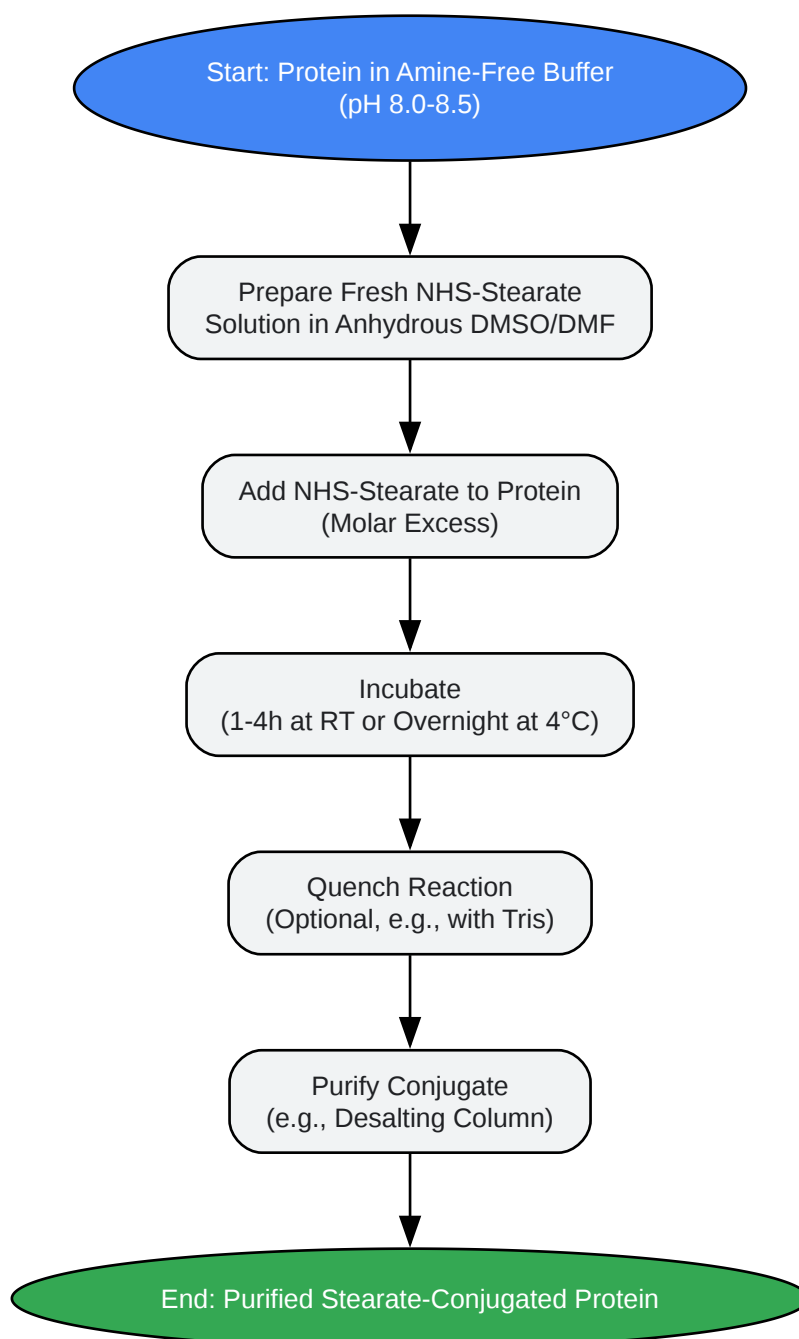 Start: Protein in Amine-Free Buffer
(pH 8.0-8.5)
Prepare Fresh NHS-Stearate
Solution in Anhydrous DMSO/DMF
Add NHS-Stearate to Protein
(Molar Excess)
Incubate
(1-4h at RT or Overnight at 4°C)
Quench Reaction
(Optional, e.g., with Tris)
Purify Conjugate
(e.g., Desalting Column)
End: Purified Stearate-Conjugated Protein